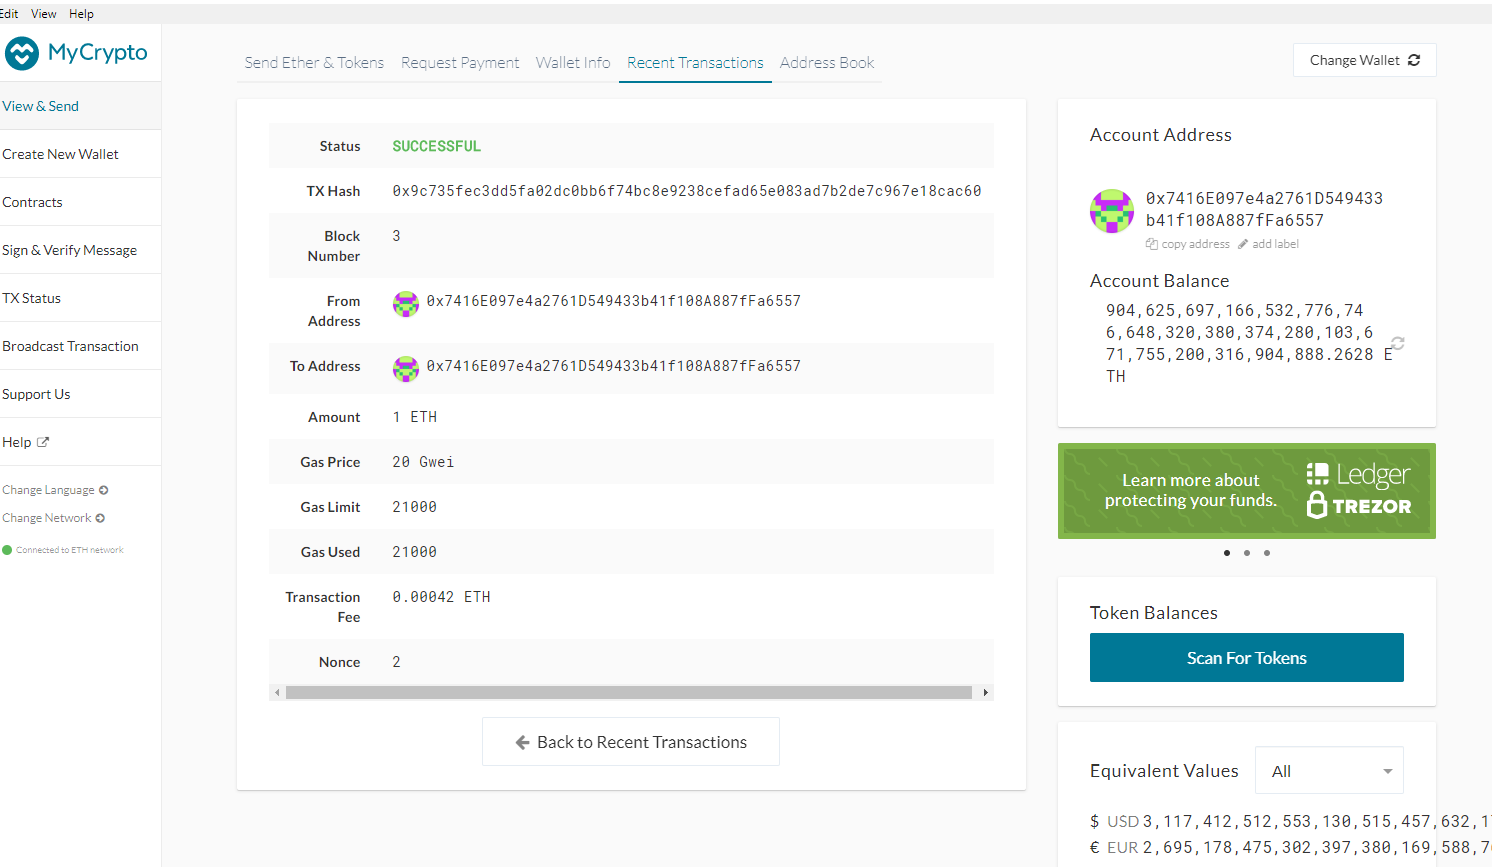 Edit View Help
MyCrypto
Send Ether & Tokens Request Payment Wallet Info Recent Transactions Address Book
Change Wallet
View & Send
Create New Wallet
Contracts
Sign & Verify Message
TX Status
Broadcast Transaction
Support Us
Help
Change Language
Change Network
Connected to ETH network
Status SUCCESSFUL
TX Hash 0x9c735fec3dd5fa02dc0bb6f74bc8e9238cefad65e083ad7b2de7c967e18cac60
Block 3
Number
From 0x7416E097e4a2761D549433b41f108A887fFa6557
Address
To Address 0x7416E097e4a2761D549433b41f108A887fFa6557
Amount 1 ETH
Gas Price 20 Gwei
Gas Limit 21000
Gas Used 21000
Transaction 0.00042 ETH
Fee
Nonce 2
Back to Recent Transactions
Account Address
0x7416E097e4a2761D549433
b41f108A887fFa6557
copy address add label
Account Balance
904,625,697,166,532,776,74
6,648,320,380,374,280,103,6
71,755,200,316,904,888.2628 E
TH
Learn more about
protecting your funds.
Ledger
TREZOR
Token Balances
Scan For Tokens
Equivalent Values All
$ USD 3,117,412,512,553,130,515,457,632,1
€ EUR 2,695,178,475,302,397,380,169,588,7